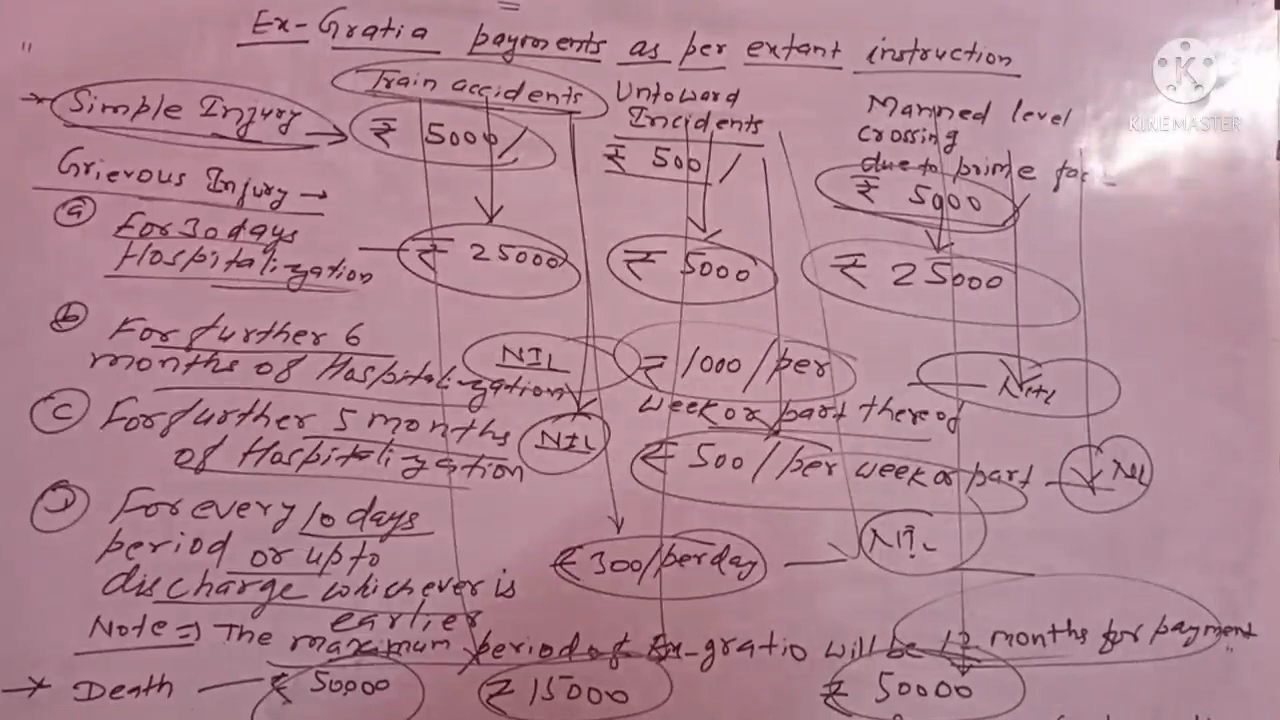 Ex-Gratia payments as per extant instruction
K
KINEMASTER
Train accidents
Untoward
Incidents
Manned level
crossing
due to prime fac-
→ Simple Injury →
₹ 5000/
₹ 500/
₹ 5000
Grievous Injury →
(a) For 30 days
Hospitalization
₹ 25000
₹ 5000
₹ 25000
(b) For further 6
months of Hospitalization
NIL
₹ 1000/per
week or part thereof
NIL
(c) For further 5 months
of Hospitalization
NIL
₹ 500//per week or part
NIL
For every 10 days
period or up to
discharge whichever is
earlier
₹ 300/per day
NIL
Note ⇒ The maximum period of Ex-gratio will be 12 months for payment
→ Death — ₹ 50000
₹ 15000
₹ 50000